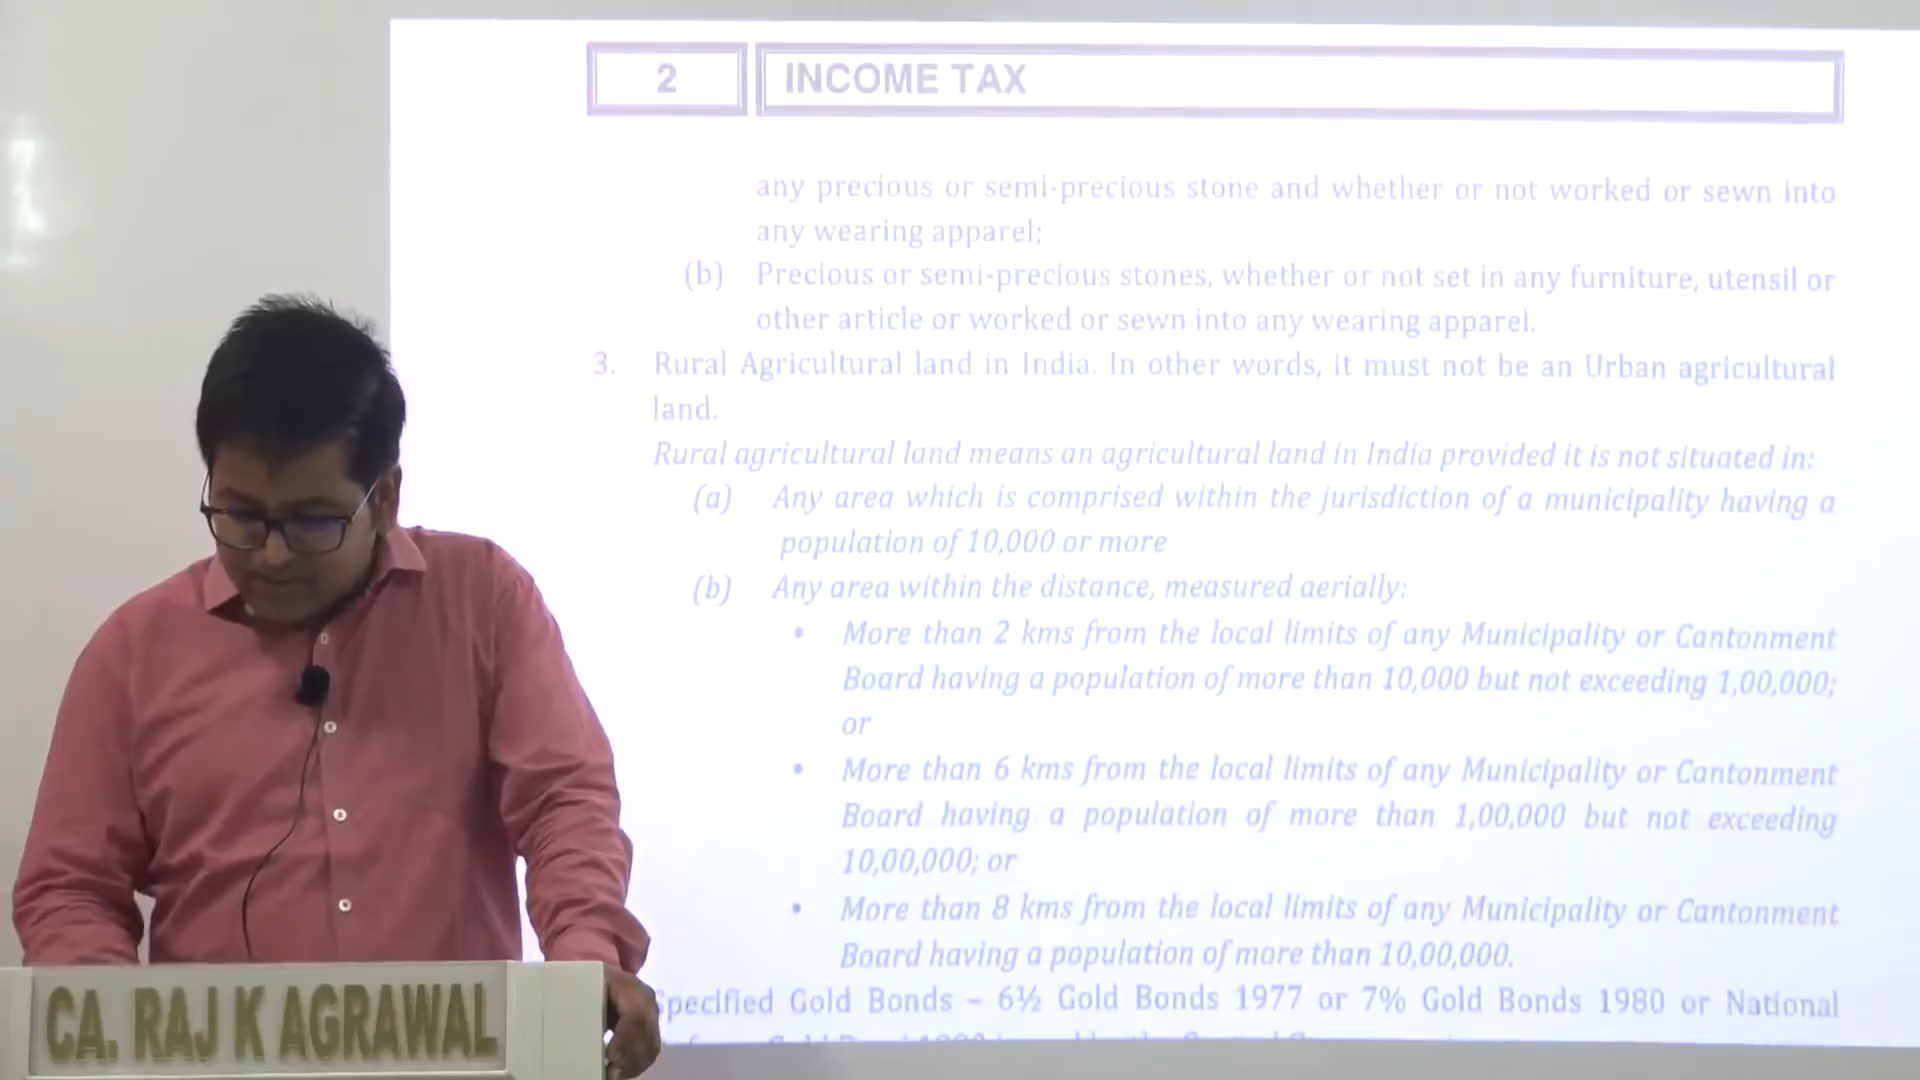 2 INCOME TAX
any precious or semi-precious stone and whether or not worked or sewn into
any wearing apparel;
(b) Precious or semi-precious stones, whether or not set in any furniture, utensil or
other article or worked or sewn into any wearing apparel.
3. Rural Agricultural land in India. In other words, it must not be an Urban agricultural
land.
Rural agricultural land means an agricultural land in India provided it is not situated in:
(a) Any area which is comprised within the jurisdiction of a municipality having a
population of 10,000 or more
(b) Any area within the distance, measured aerially:
• More than 2 kms from the local limits of any Municipality or Cantonment
Board having a population of more than 10,000 but not exceeding 1,00,000;
or
• More than 6 kms from the local limits of any Municipality or Cantonment
Board having a population of more than 1,00,000 but not exceeding
10,00,000; or
• More than 8 kms from the local limits of any Municipality or Cantonment
Board having a population of more than 10,00,000.
Specified Gold Bonds – 6½ Gold Bonds 1977 or 7% Gold Bonds 1980 or National
CA. RAJ K AGRAWAL